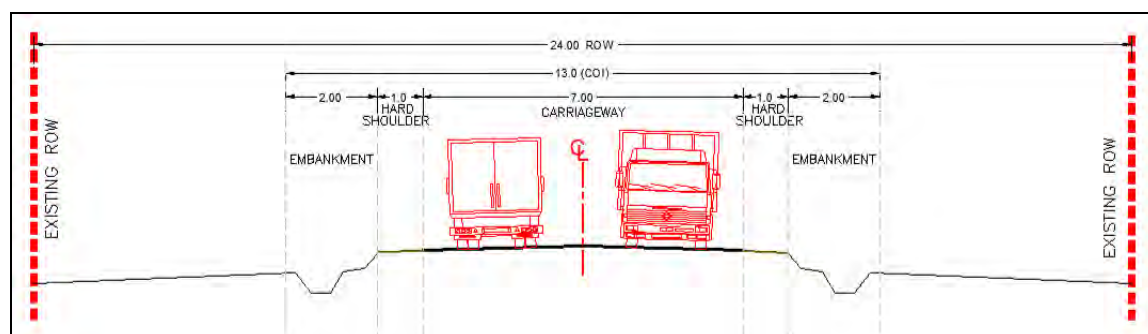 24.00 ROW
13.0 (COI)
2.00
1.0
7.00
1.0
2.00
HARD
SHOULDER
CARRIAGEWAY
HARD
SHOULDER
EMBANKMENT
EMBANKMENT
CL
EXISTING ROW
EXISTING ROW